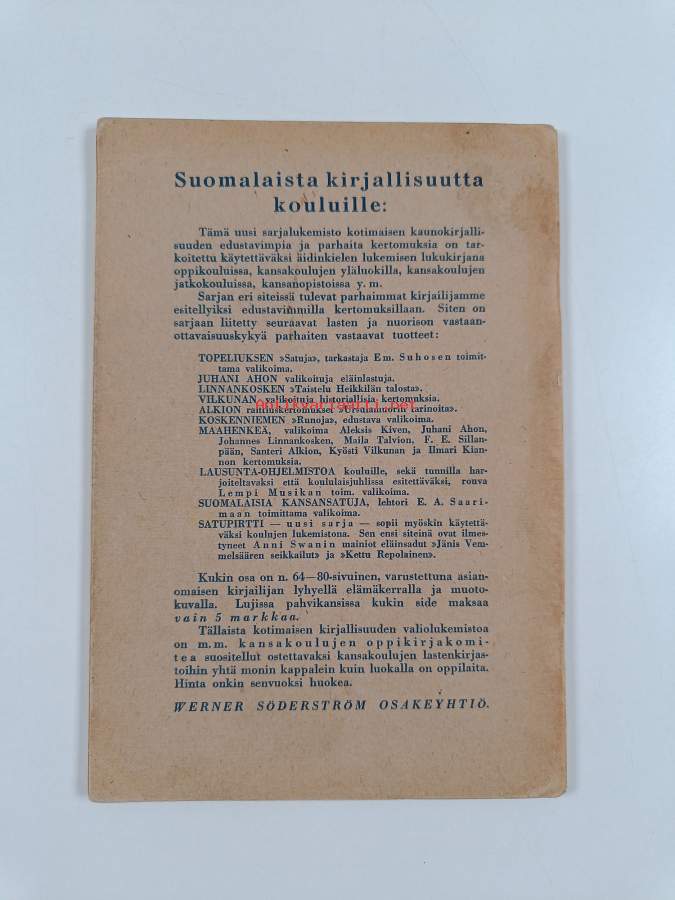 Suomalaista kirjallisuutta
kouluille:
Tämä uusi sarjalukemisto kotimaisen kaunokirjalli-
suuden edustavimpia ja parhaita kertomuksia on tar-
koitettu käytettäväksi äidinkielen lukemisen lukukirjana
oppikouluissa, kansakoulujen yläluokilla, kansakoulujen
jatkokouluissa, kansanopistoissa y. m.
Sarjan eri siteissä tulevat parhaimmat kirjailijamme
esitellyiksi edustavimmilla kertomuksillaan. Siten on
sarjaan liitetty seuraavat lasten ja nuorison vastaan-
ottavaisuuskykyä parhaiten vastaavat tuotteet:
TOPELIUKSEN »Satuja», tarkastaja Em. Suhosen toimit-
tama valikoima.
JUHANI AHON valikoituja eläinlastuja.
LINNANKOSKEN »Taistelu Heikkilän talosta».
VILKUNAN valikoituja historiallisia kertomuksia.
Antikvariaatti.net
ALKION raittiuskertomukset »Ursulanuorin tarinoita».
KOSKENNIEMEN »Runoja», edustava valikoima.
MAAHENKEÄ, valikoima Aleksis Kiven, Juhani Ahon,
Johannes Linnankosken, Maila Talvion, F. E. Sillan-
pään, Santeri Alkion, Kyösti Vilkunan ja Ilmari Kian-
non kertomuksia.
LAUSUNTA-OHJELMISTOA kouluille, sekä tunnilla har-
joiteltavaksi että koululaisjuhlissa esitettäväksi, rouva
Lempi Musikan toim. valikoima.
SUOMALAISIA KANSANSATUJA, lehtori E. A. Saari-
maan toimittama valikoima.
SATUPIRTTI — uusi sarja — sopii myöskin käytettä-
väksi koulujen lukemistona. Sen ensi siteinä ovat ilmes-
tyneet Anni Swanin mainiot eläinsadut »Jänis Vem-
melsäären seikkailut» ja »Kettu Repolainen».
Kukin osa on n. 64—80-sivuinen, varustettuna asian-
omaisen kirjailijan lyhyellä elämäkerralla ja muoto-
kuvalla. Lujissa pahvikansissa kukin side maksaa
vain 5 markkaa.
Tällaista kotimaisen kirjallisuuden valiolukemistoa
on m.m. kansakoulujen oppikirjakomi-
tea suositellut ostettavaksi kansakoulujen lastenkirjas-
toihin yhtä monin kappalein kuin luokalla on oppilaita.
Hinta onkin senvuoksi huokea.
WERNER SÖDERSTRÖM OSAKEYHTIÖ.